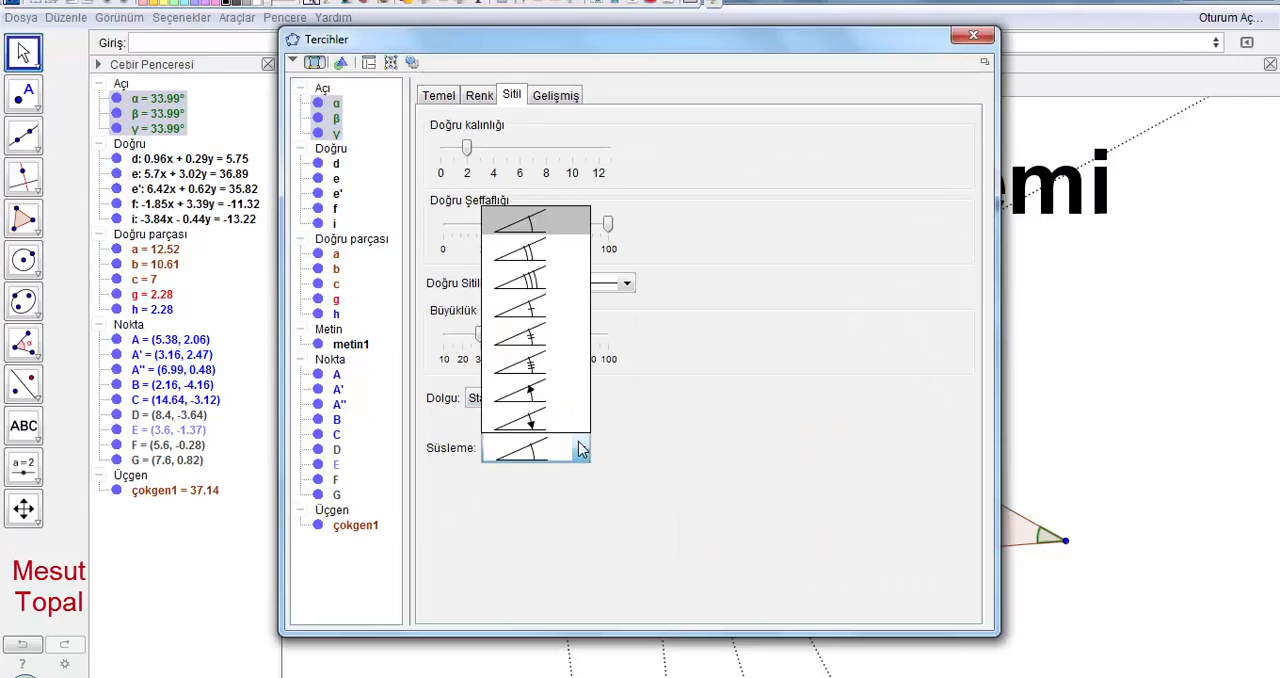 Dosya Düzenle Görünüm Seçenekler Araçlar Pencere Yardım Oturum Aç...
Giriş:
Cebir Penceresi
Açı
α = 33.99°
β = 33.99°
γ = 33.99°
Doğru
d: 0.96x + 0.29y = 5.75
e: 5.7x + 3.02y = 36.89
e': 6.42x + 0.62y = 35.82
f: -1.85x + 3.39y = -11.32
i: -3.84x - 0.44y = -13.22
Doğru parçası
a = 12.52
b = 10.61
c = 7
g = 2.28
h = 2.28
Nokta
A = (5.38, 2.06)
A' = (3.16, 2.47)
A'' = (6.99, 0.48)
B = (2.16, -4.16)
C = (14.64, -3.12)
D = (8.4, -3.64)
E = (3.6, -1.37)
F = (5.6, -0.28)
G = (7.6, 0.82)
Üçgen
çokgen1 = 37.14
ABC
a=2
Mesut
Topal
?
Tercihler
Açı
α
β
γ
Doğru
d
e
e'
f
i
Doğru parçası
a
b
c
g
h
Metin
metin1
Nokta
A
A'
A''
B
C
D
E
F
G
Üçgen
çokgen1
Temel Renk Sitil Gelişmiş
Doğru kalınlığı
0 2 4 6 8 10 12
Doğru Şeffaflığı
0 100
Doğru Sitil
Büyüklük
10 20 100
Dolgu:
Süsleme:
emi